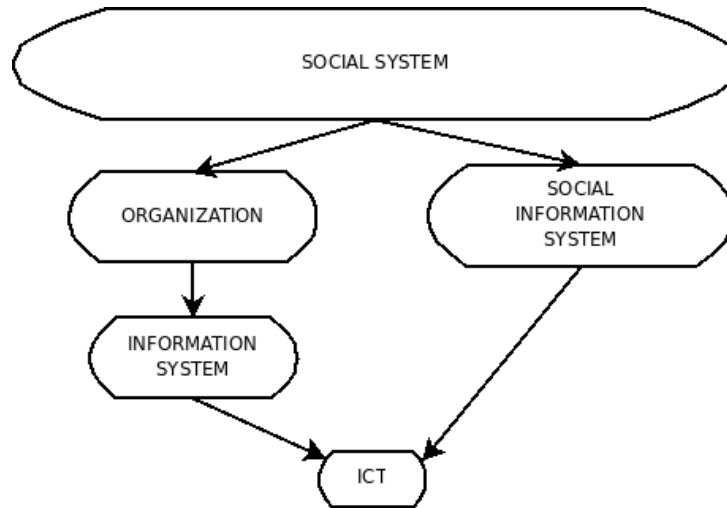 SOCIAL SYSTEM
ORGANIZATION
SOCIAL
INFORMATION
SYSTEM
INFORMATION
SYSTEM
ICT